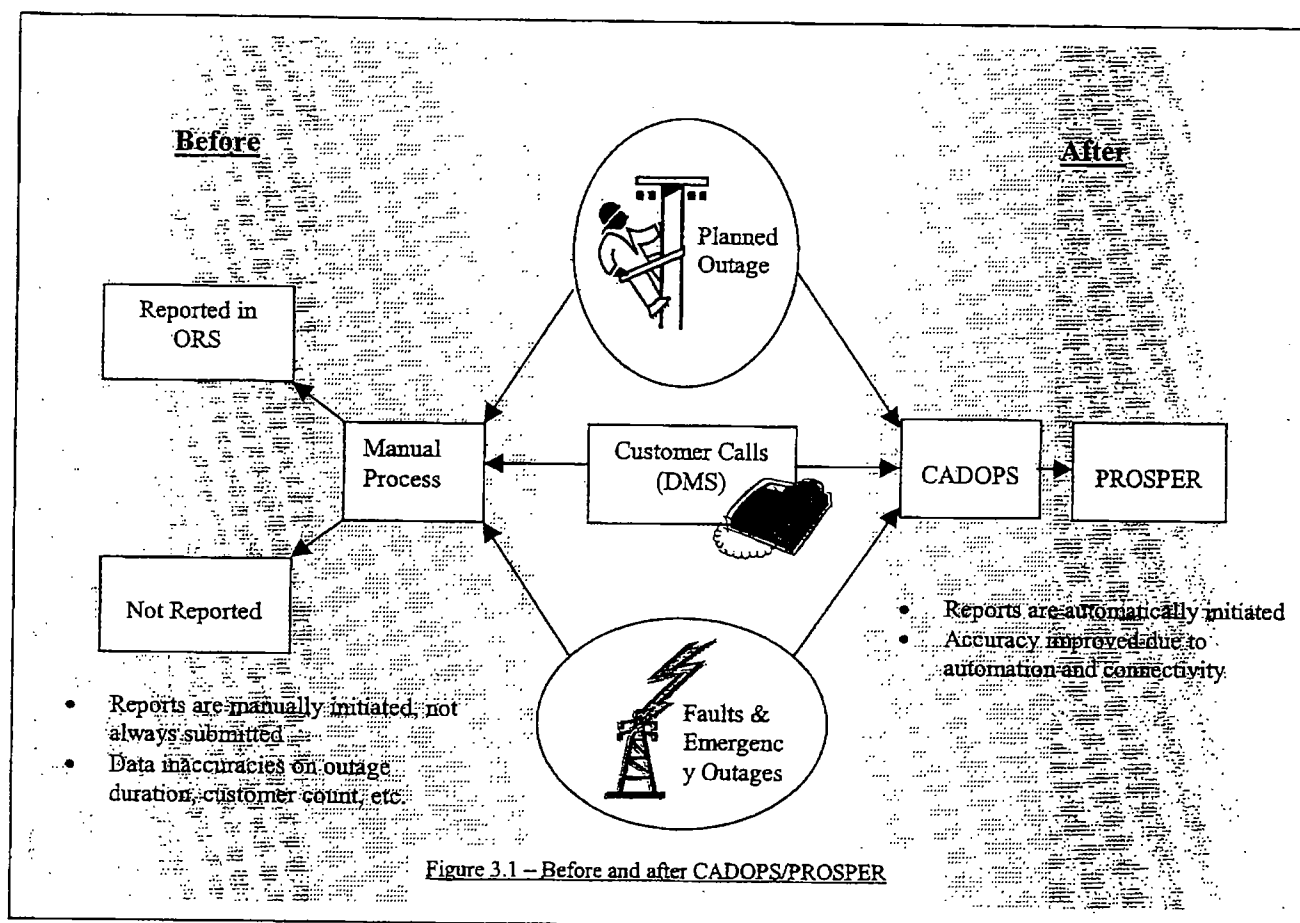 Before
After
Planned
Outage
Reported in
ORS
Manual
Process
Customer Calls
(DMS)
CADOPS
PROSPER
Not Reported
• Reports are manually initiated, not
always submitted
• Data inaccuracies on outage
duration, customer count, etc.
Faults &
Emergenc
y Outages
• Reports are automatically initiated
• Accuracy improved due to
automation and connectivity
Figure 3.1 – Before and after CADOPS/PROSPER